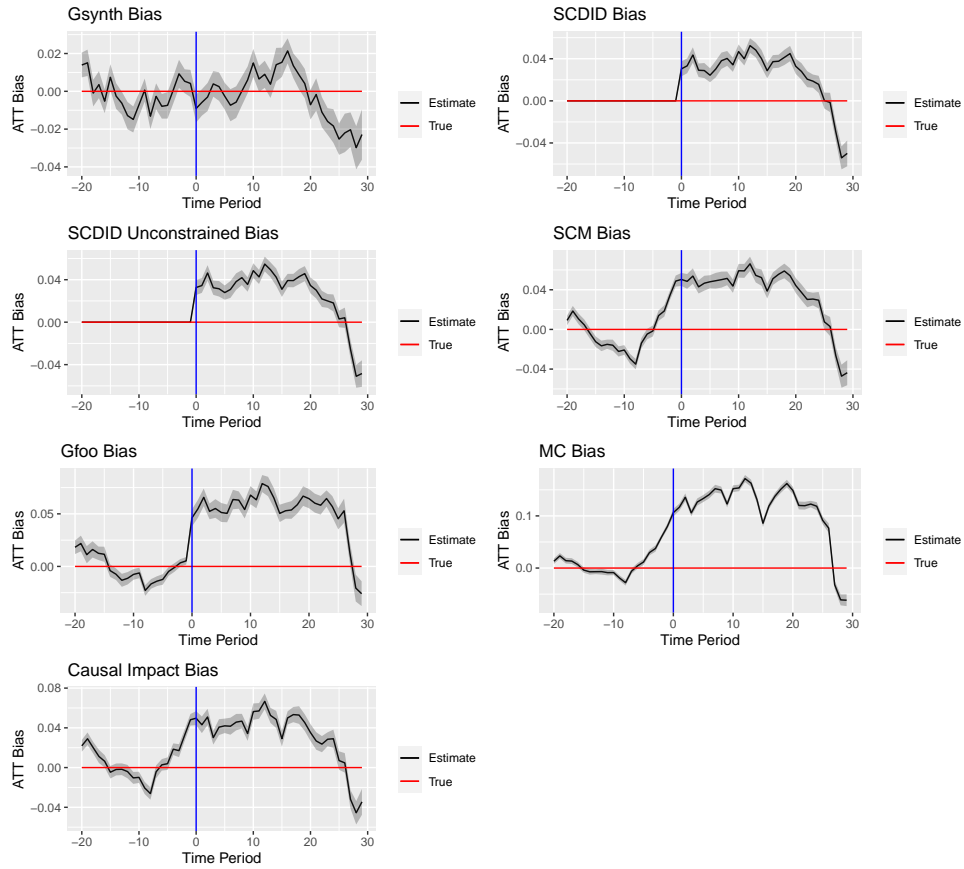 Gsynth Bias
0.02
0.00
−0.02
−0.04
ATT Bias
−20 −10 0 10 20 30
Time Period
Estimate
True
SCDID Bias
0.04
0.00
−0.04
ATT Bias
−20 −10 0 10 20 30
Time Period
Estimate
True
SCDID Unconstrained Bias
0.04
0.00
−0.04
ATT Bias
−20 −10 0 10 20 30
Time Period
Estimate
True
SCM Bias
0.04
0.00
−0.04
ATT Bias
−20 −10 0 10 20 30
Time Period
Estimate
True
Gfoo Bias
0.05
0.00
ATT Bias
−20 −10 0 10 20 30
Time Period
Estimate
True
MC Bias
0.1
0.0
ATT Bias
−20 −10 0 10 20 30
Time Period
Estimate
True
Causal Impact Bias
0.08
0.04
0.00
−0.04
ATT Bias
−20 −10 0 10 20 30
Time Period
Estimate
True